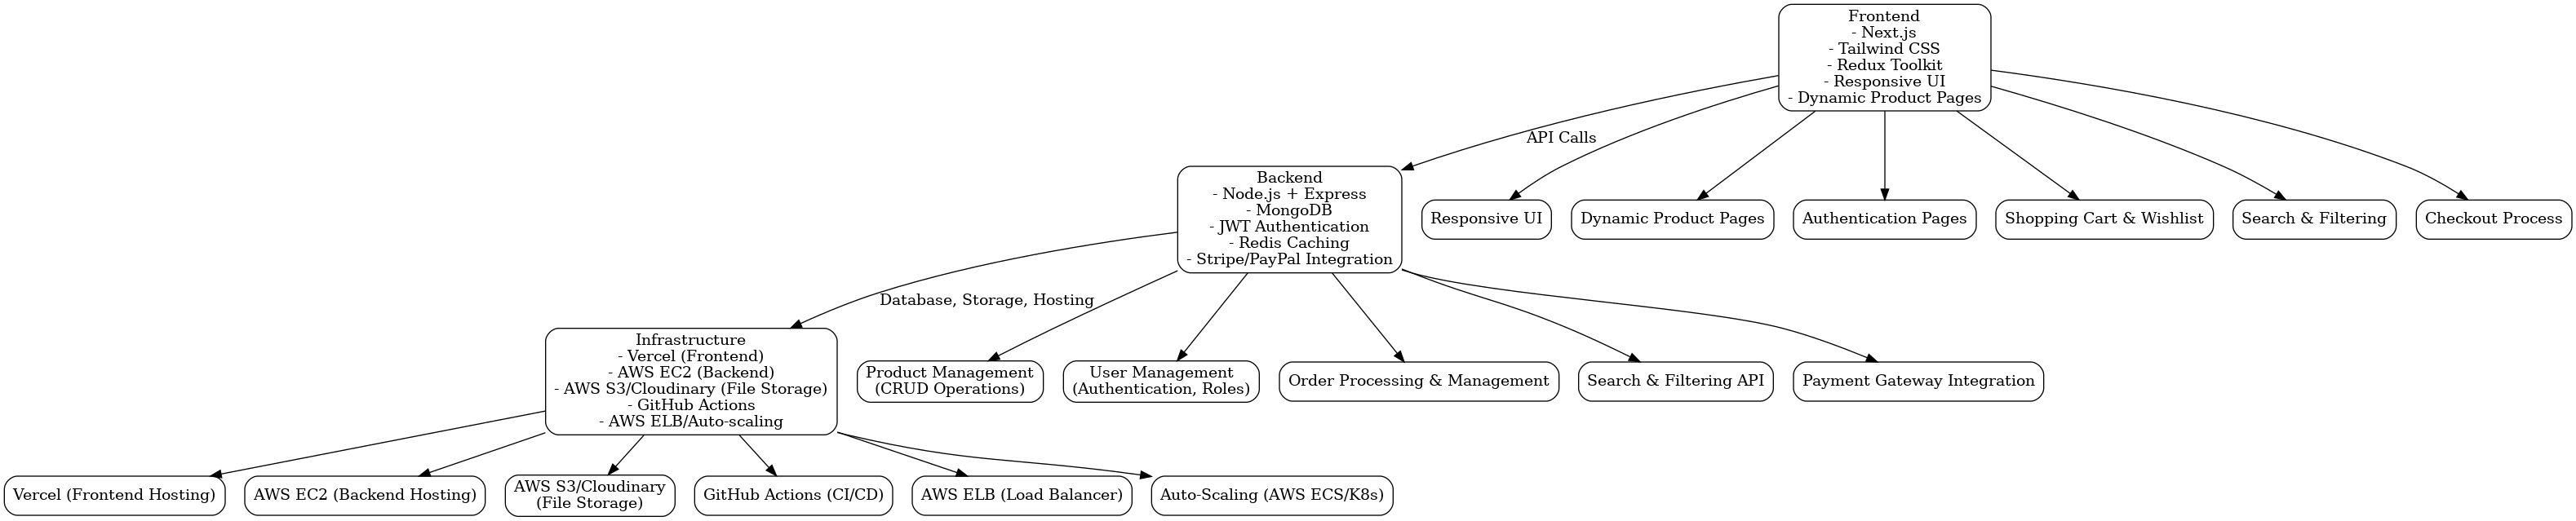 Frontend
- Next.js
- Tailwind CSS
- Redux Toolkit
- Responsive UI
- Dynamic Product Pages
API Calls
Backend
- Node.js + Express
- MongoDB
- JWT Authentication
- Redis Caching
- Stripe/PayPal Integration
Responsive UI
Dynamic Product Pages
Authentication Pages
Shopping Cart & Wishlist
Search & Filtering
Checkout Process
Database, Storage, Hosting
Infrastructure
- Vercel (Frontend)
- AWS EC2 (Backend)
- AWS S3/Cloudinary (File Storage)
- GitHub Actions
- AWS ELB/Auto-scaling
Product Management
(CRUD Operations)
User Management
(Authentication, Roles)
Order Processing & Management
Search & Filtering API
Payment Gateway Integration
Vercel (Frontend Hosting)
AWS EC2 (Backend Hosting)
AWS S3/Cloudinary
(File Storage)
GitHub Actions (CI/CD)
AWS ELB (Load Balancer)
Auto-Scaling (AWS ECS/K8s)